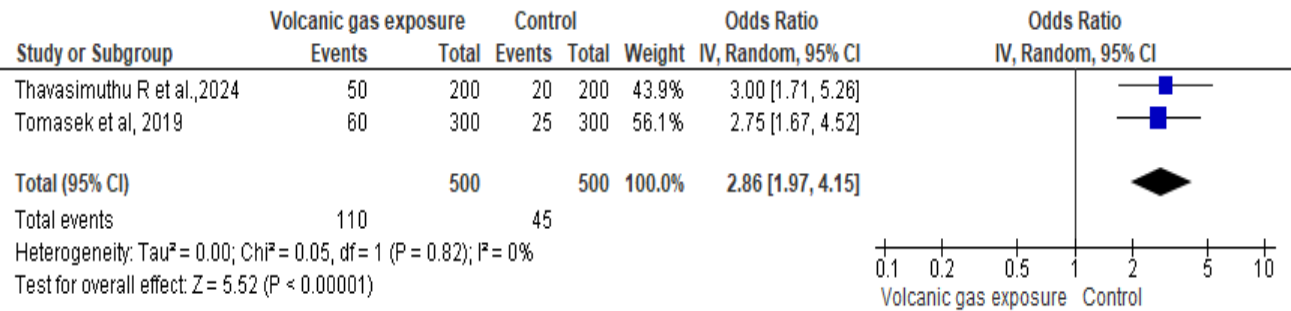 Volcanic gas exposure Control Odds Ratio Odds Ratio
Study or Subgroup Events Total Events Total Weight IV, Random, 95% CI IV, Random, 95% CI
Thavasimuthu R et al.,2024 50 200 20 200 43.9% 3.00 [1.71, 5.26]
Tomasek et al, 2019 60 300 25 300 56.1% 2.75 [1.67, 4.52]
Total (95% CI) 500 500 100.0% 2.86 [1.97, 4.15]
Total events 110 45
Heterogeneity: Tau² = 0.00; Chi² = 0.05, df = 1 (P = 0.82); I² = 0%
Test for overall effect: Z = 5.52 (P < 0.00001)
0.1 0.2 0.5 1 2 5 10
Volcanic gas exposure Control